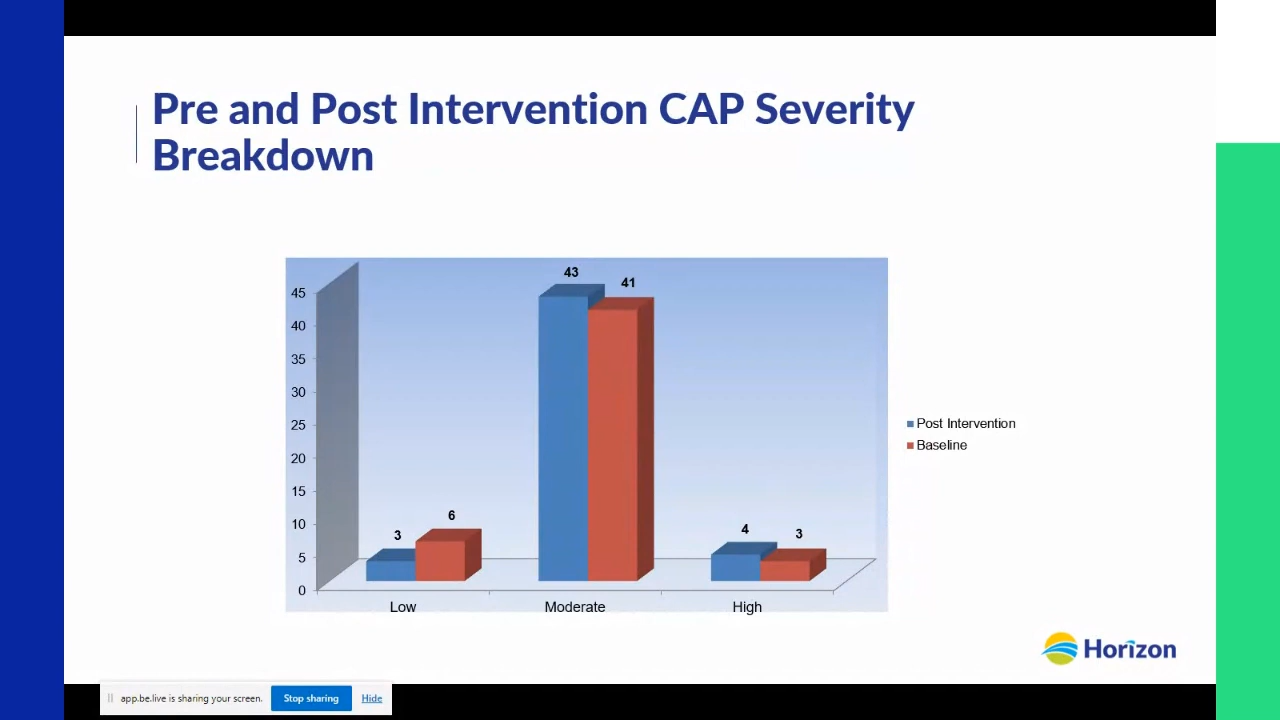 Pre and Post Intervention CAP Severity
Breakdown
43
41
45
40
35
30
25
20
15
10
5
0
3
6
4
3
Low
Moderate
High
Post Intervention
Baseline
Horizon
app.be.live is sharing your screen.
Stop sharing
Hide